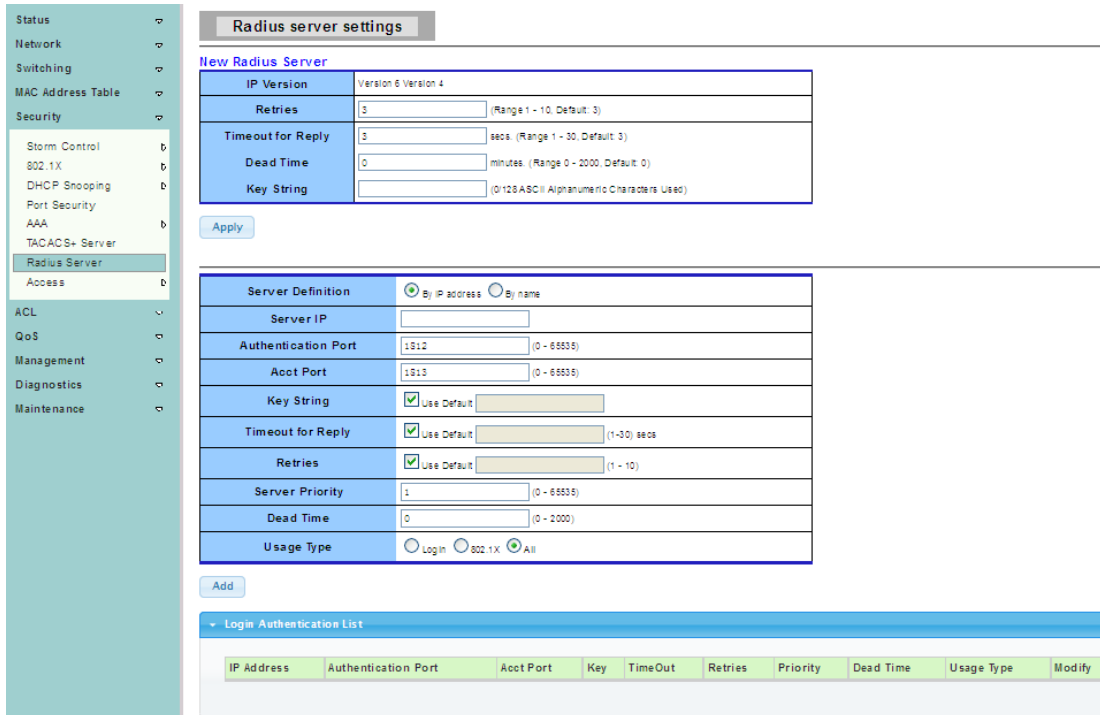 Status
Network
Switching
MAC Address Table
Security
Storm Control
802.1X
DHCP Snooping
Port Security
AAA
TACACS+ Server
Radius Server
Access
ACL
QoS
Management
Diagnostics
Maintenance
Radius server settings
New Radius Server
IP Version Version 6 Version 4
Retries 3 (Range 1 - 10, Default: 3)
Timeout for Reply 3 secs. (Range 1 - 30, Default: 3)
Dead Time 0 minutes. (Range 0 - 2000, Default: 0)
Key String (0/128 ASCII Alphanumeric Characters Used)
Apply
Server Definition By IP address By name
Server IP
Authentication Port 1812 (0 - 65535)
Acct Port 1813 (0 - 65535)
Key String Use Default
Timeout for Reply Use Default (1-30) secs
Retries Use Default (1 - 10)
Server Priority 1 (0 - 65535)
Dead Time 0 (0 - 2000)
Usage Type Login 802.1X All
Add
Login Authentication List
IP Address Authentication Port Acct Port Key TimeOut Retries Priority Dead Time Usage Type Modify